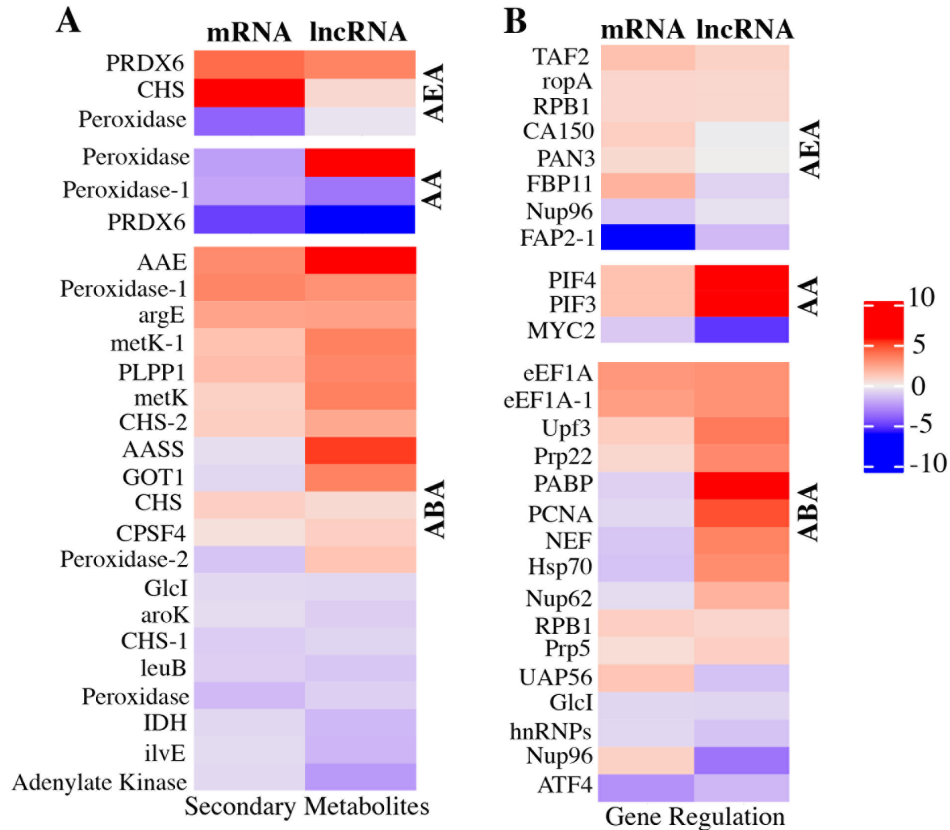 A
mRNA lncRNA
PRDX6
CHS
Peroxidase
AEA
Peroxidase
Peroxidase-1
PRDX6
AA
AAE
Peroxidase-1
argE
metK-1
PLPP1
metK
CHS-2
AASS
GOT1
CHS
CPSF4
Peroxidase-2
GlcI
aroK
CHS-1
leuB
Peroxidase
IDH
ilvE
Adenylate Kinase
ABA
Secondary Metabolites
B
mRNA lncRNA
TAF2
ropA
RPB1
CA150
PAN3
FBP11
Nup96
FAP2-1
AEA
PIF4
PIF3
MYC2
AA
eEF1A
eEF1A-1
Upf3
Prp22
PABP
PCNA
NEF
Hsp70
Nup62
RPB1
Prp5
UAP56
GlcI
hnRNPs
Nup96
ATF4
ABA
Gene Regulation
10
5
0
-5
-10